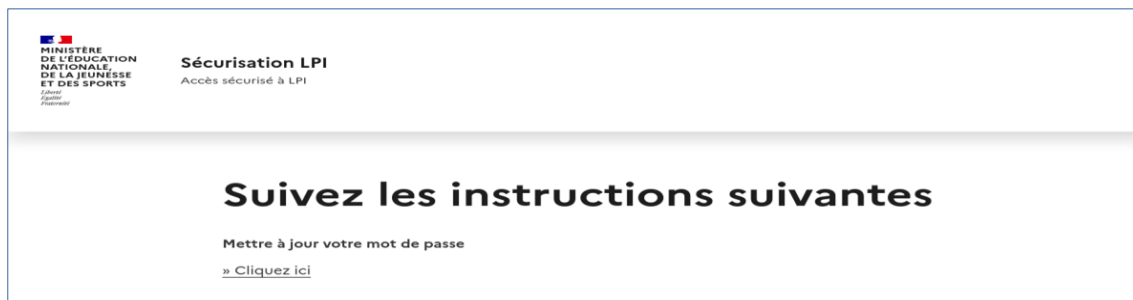 MINISTÈRE
DE L'ÉDUCATION
NATIONALE,
DE LA JEUNESSE
ET DES SPORTS
Liberté
Égalité
Fraternité
Sécurisation LPI
Accès sécurisé à LPI
Suivez les instructions suivantes
Mettre à jour votre mot de passe
» Cliquez ici